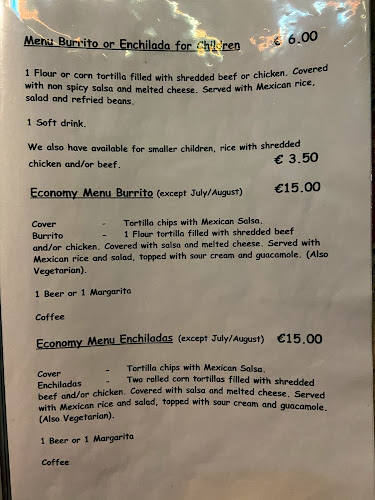 Menu Burrito or Enchilada for Children € 6.00
1 Flour or corn tortilla filled with shredded beef or chicken. Covered
with non spicy salsa and melted cheese. Served with Mexican rice,
salad and refried beans.
1 Soft drink.
We also have available for smaller children, rice with shredded
chicken and/or beef. € 3.50
Economy Menu Burrito (except July/August) €15.00
Cover - Tortilla chips with Mexican Salsa.
Burrito - 1 Flour tortilla filled with shredded beef
and/or chicken. Covered with salsa and melted cheese. Served with
Mexican rice and salad, topped with sour cream and guacamole. (Also
Vegetarian).
1 Beer or 1 Margarita
Coffee
Economy Menu Enchiladas (except July/August) €15.00
Cover - Tortilla chips with Mexican Salsa.
Enchiladas - Two rolled corn tortillas filled with shredded
beef and/or chicken. Covered with salsa and melted cheese. Served
with Mexican rice and salad, topped with sour cream and guacamole.
(Also Vegetarian).
1 Beer or 1 Margarita
Coffee